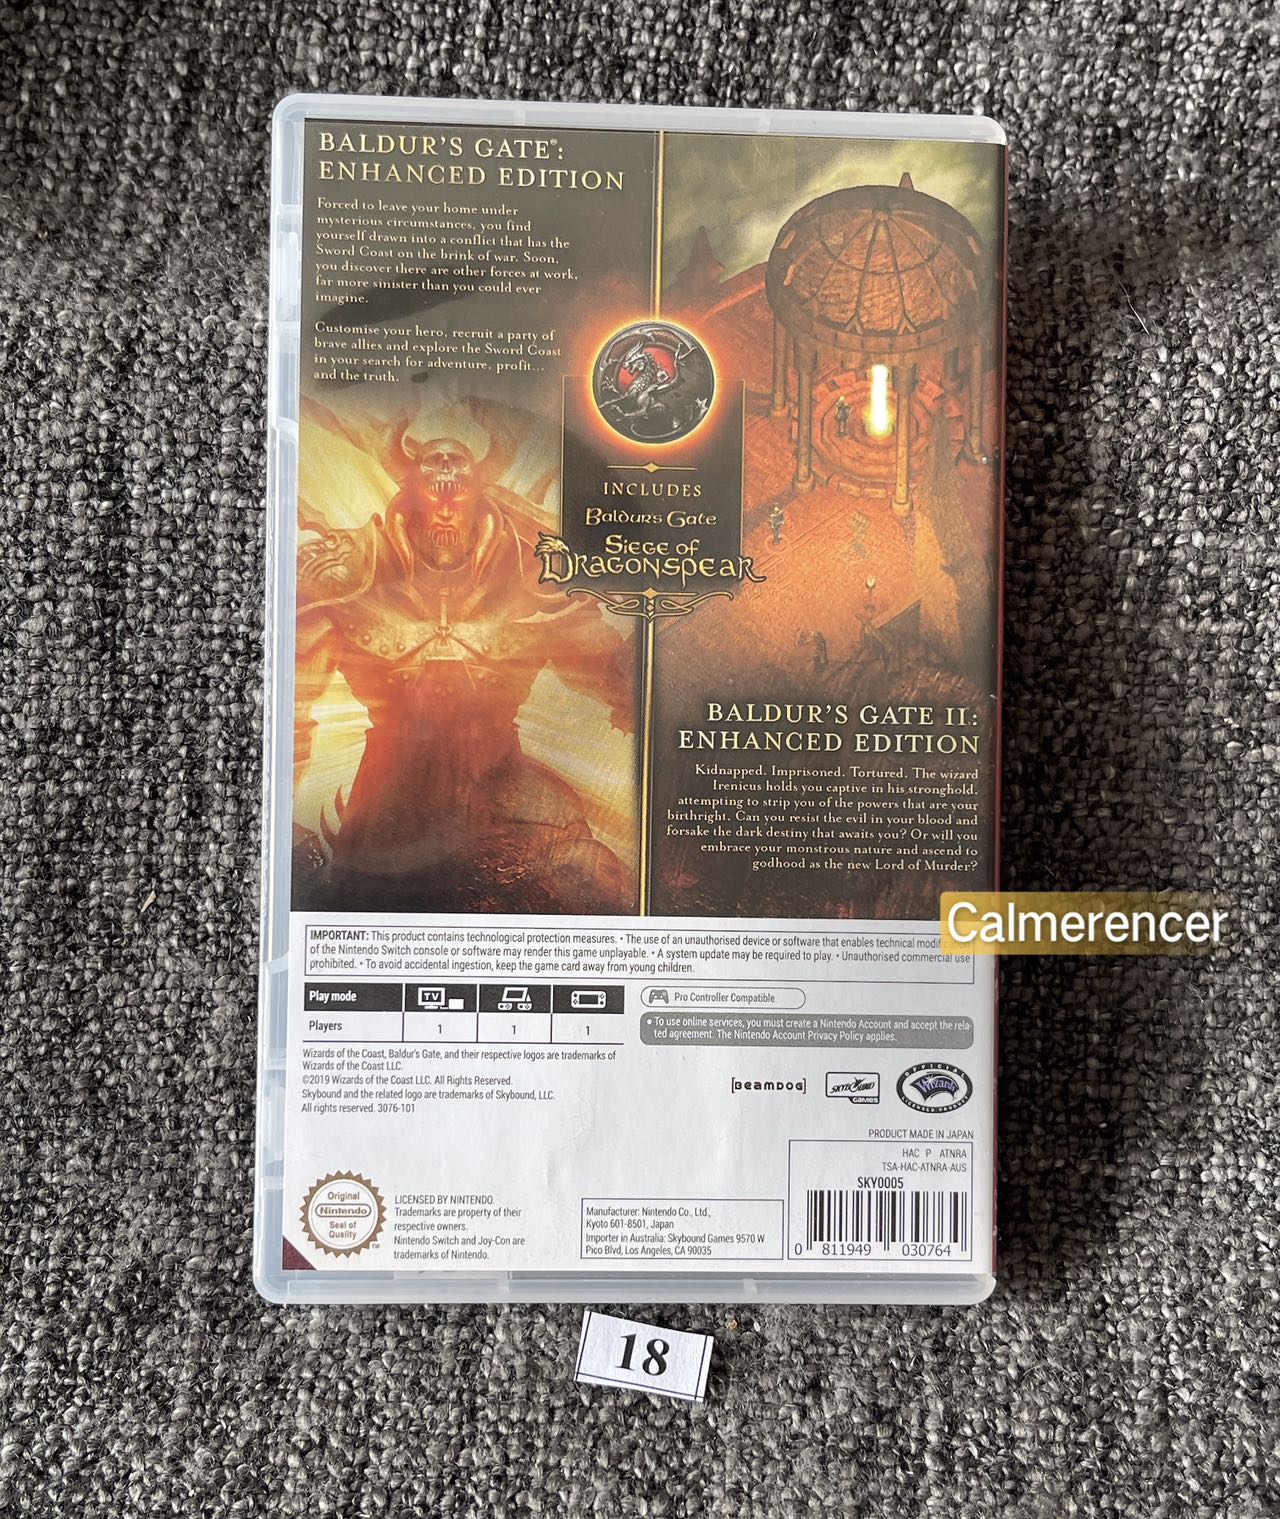 BALDUR'S GATE®:
ENHANCED EDITION
Forced to leave your home under
mysterious circumstances, you find
yourself drawn into a conflict that has the
Sword Coast on the brink of war. Soon,
you discover there are other forces at work,
far more sinister than you could ever
imagine.
Customise your hero, recruit a party of
brave allies and explore the Sword Coast
in your search for adventure, profit...
and the truth.
INCLUDES
Baldur's Gate
Siege of
Dragonspear
BALDUR'S GATE II:
ENHANCED EDITION
Kidnapped. Imprisoned. Tortured. The wizard
Irenicus holds you captive in his stronghold,
attempting to strip you of the powers that are your
birthright. Can you resist the evil in your blood and
forsake the dark destiny that awaits you? Or will you
embrace your monstrous nature and ascend to
godhood as the new Lord of Murder?
Calmerencer
IMPORTANT: This product contains technological protection measures. • The use of an unauthorised device or software that enables technical modification
of the Nintendo Switch console or software may render this game unplayable. • A system update may be required to play. • Unauthorised commercial use
prohibited. • To avoid accidental ingestion, keep the game card away from young children.
Play mode TV
Players 1 1 1
Pro Controller Compatible
• To use online services, you must create a Nintendo Account and accept the rela-
ted agreement. The Nintendo Account Privacy Policy applies.
Wizards of the Coast, Baldur's Gate, and their respective logos are trademarks of
Wizards of the Coast LLC.
©2019 Wizards of the Coast LLC. All Rights Reserved.
Skybound and the related logo are trademarks of Skybound, LLC.
All rights reserved. 3076-101
[BEAMDOG]
SKYBOUND
GAMES
OFFICIAL
Wizards
LICENSED PRODUCT
PRODUCT MADE IN JAPAN
HAC P ATNRA
TSA-HAC-ATNRA-AUS
SKY0005
0 811949 030764
Original
Nintendo
Seal of
Quality
TM
LICENSED BY NINTENDO.
Trademarks are property of their
respective owners.
Nintendo Switch and Joy-Con are
trademarks of Nintendo.
Manufacturer: Nintendo Co., Ltd.,
Kyoto 601-8501, Japan
Importer in Australia: Skybound Games 9570 W
Pico Blvd, Los Angeles, CA 90035
18